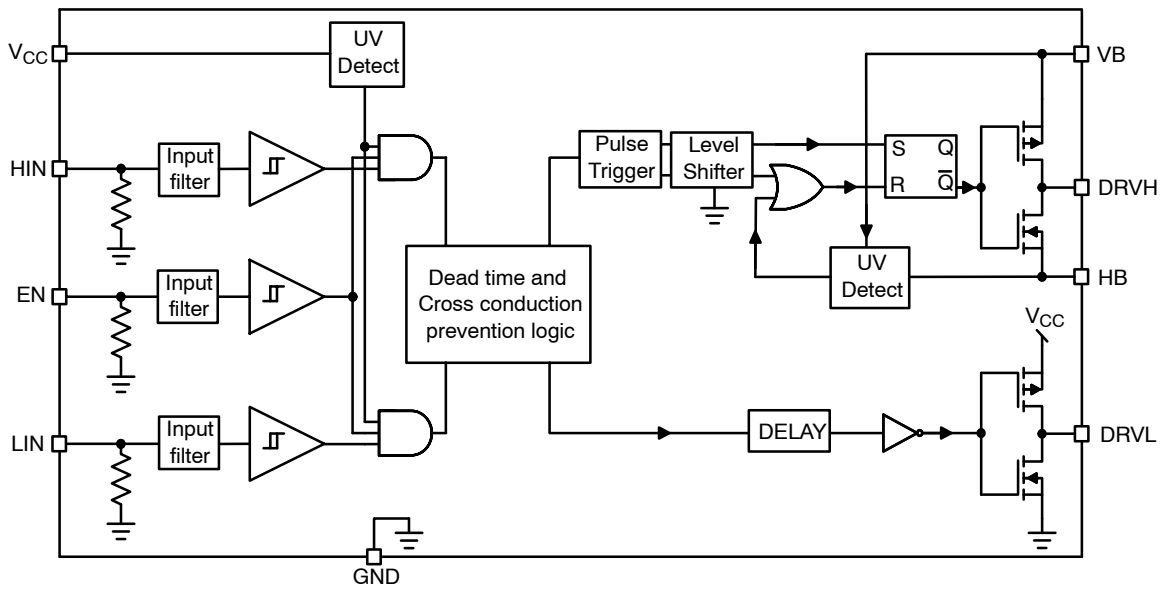 UV
Detect
VCC
VB
HIN
Input
filter
Pulse
Trigger
Level
Shifter
S Q
R Q̅
DRVH
EN
Input
filter
Dead time and
Cross conduction
prevention logic
UV
Detect
HB
VCC
LIN
Input
filter
DELAY
DRVL
GND